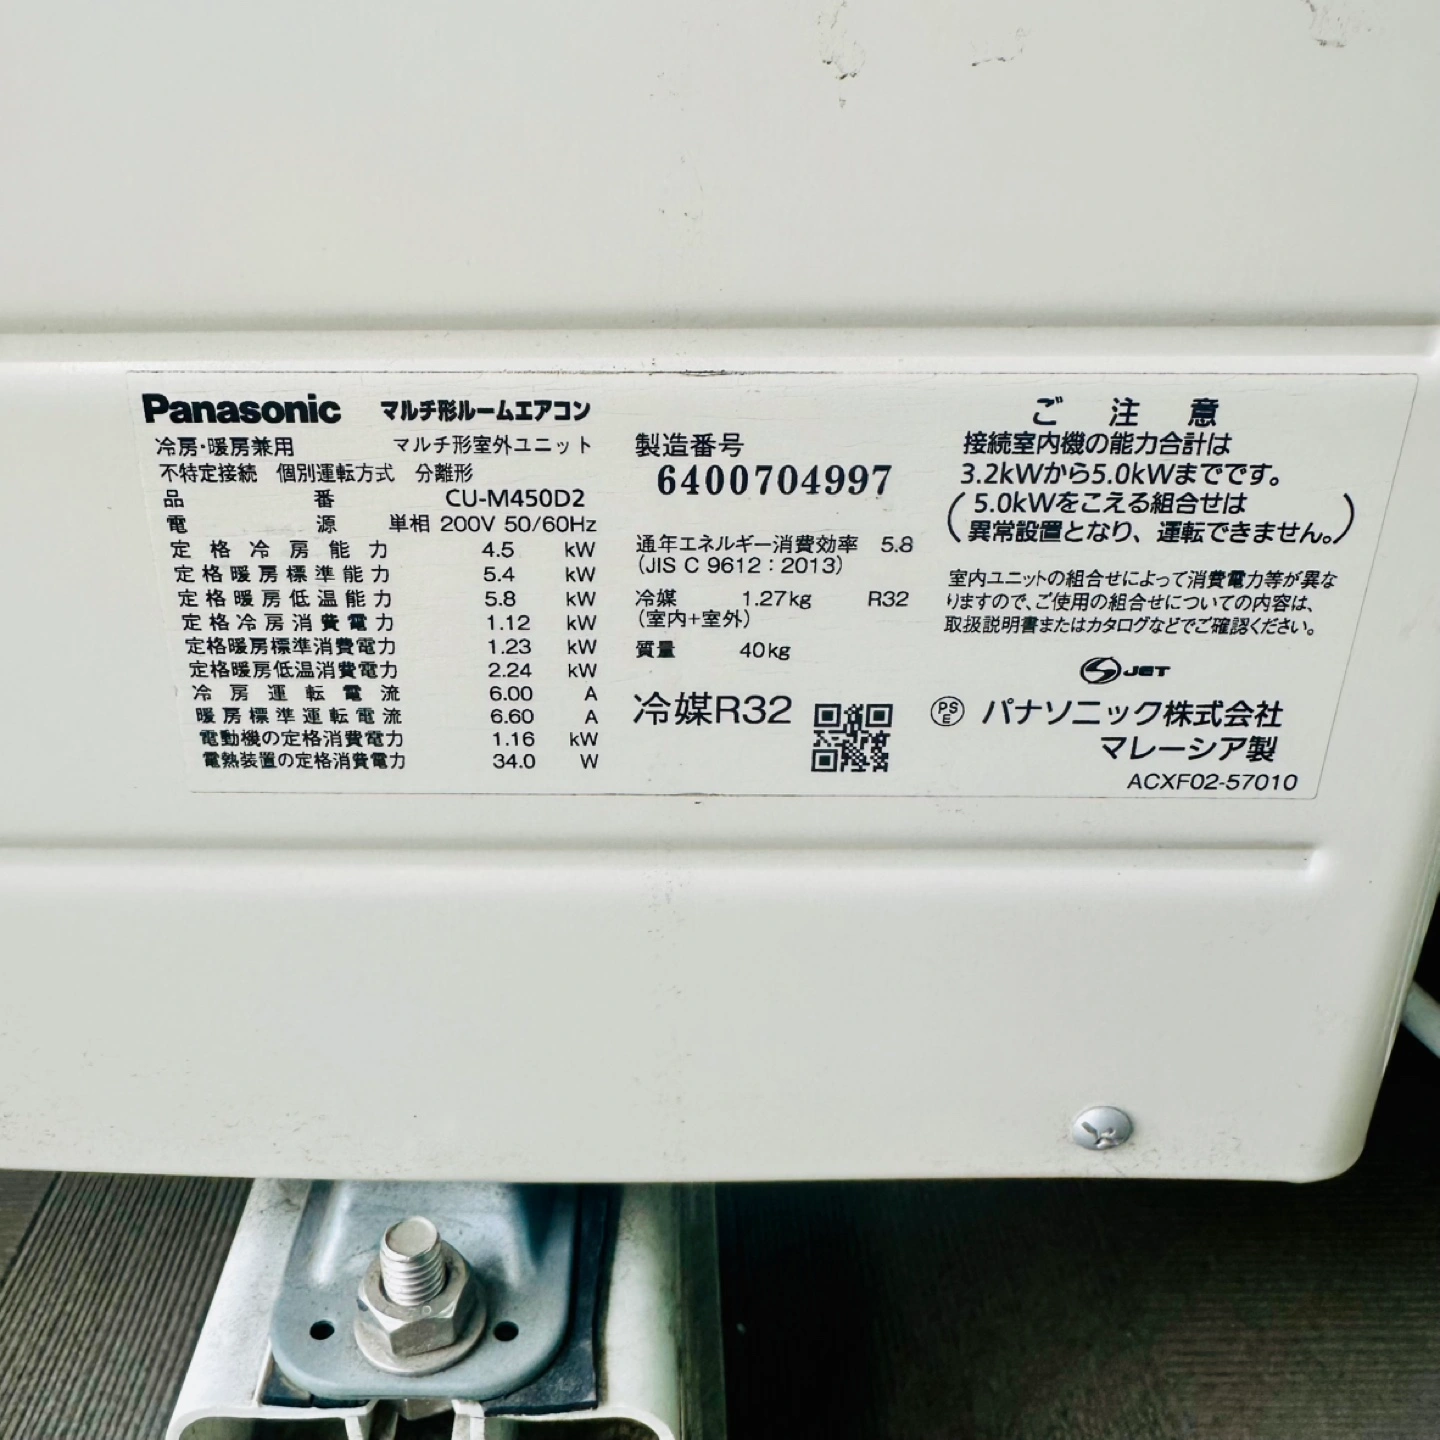 Panasonic マルチ形ルームエアコン
冷房・暖房兼用 マルチ形室外ユニット
不特定接続 個別運転方式 分離形
品番 CU-M450D2
電源 単相 200V 50/60Hz
定格冷房能力 4.5 kW
定格暖房標準能力 5.4 kW
定格暖房低温能力 5.8 kW
定格冷房消費電力 1.12 kW
定格暖房標準消費電力 1.23 kW
定格暖房低温消費電力 2.24 kW
冷房運転電流 6.00 A
暖房標準運転電流 6.60 A
電動機の定格消費電力 1.16 kW
電熱装置の定格消費電力 34.0 W
製造番号
6400704997
通年エネルギー消費効率 5.8
(JIS C 9612:2013)
冷媒 1.27kg R32
(室内+室外)
質量 40kg
冷媒R32
ご注意
接続室内機の能力合計は
3.2kWから5.0kWまでです。
(5.0kWをこえる組合せは
異常設置となり、運転できません。)
室内ユニットの組合せによって消費電力等が異な
りますので、ご使用の組合せについての内容は、
取扱説明書またはカタログなどでご確認ください。
JET
PSE パナソニック株式会社
マレーシア製
ACXF02-57010